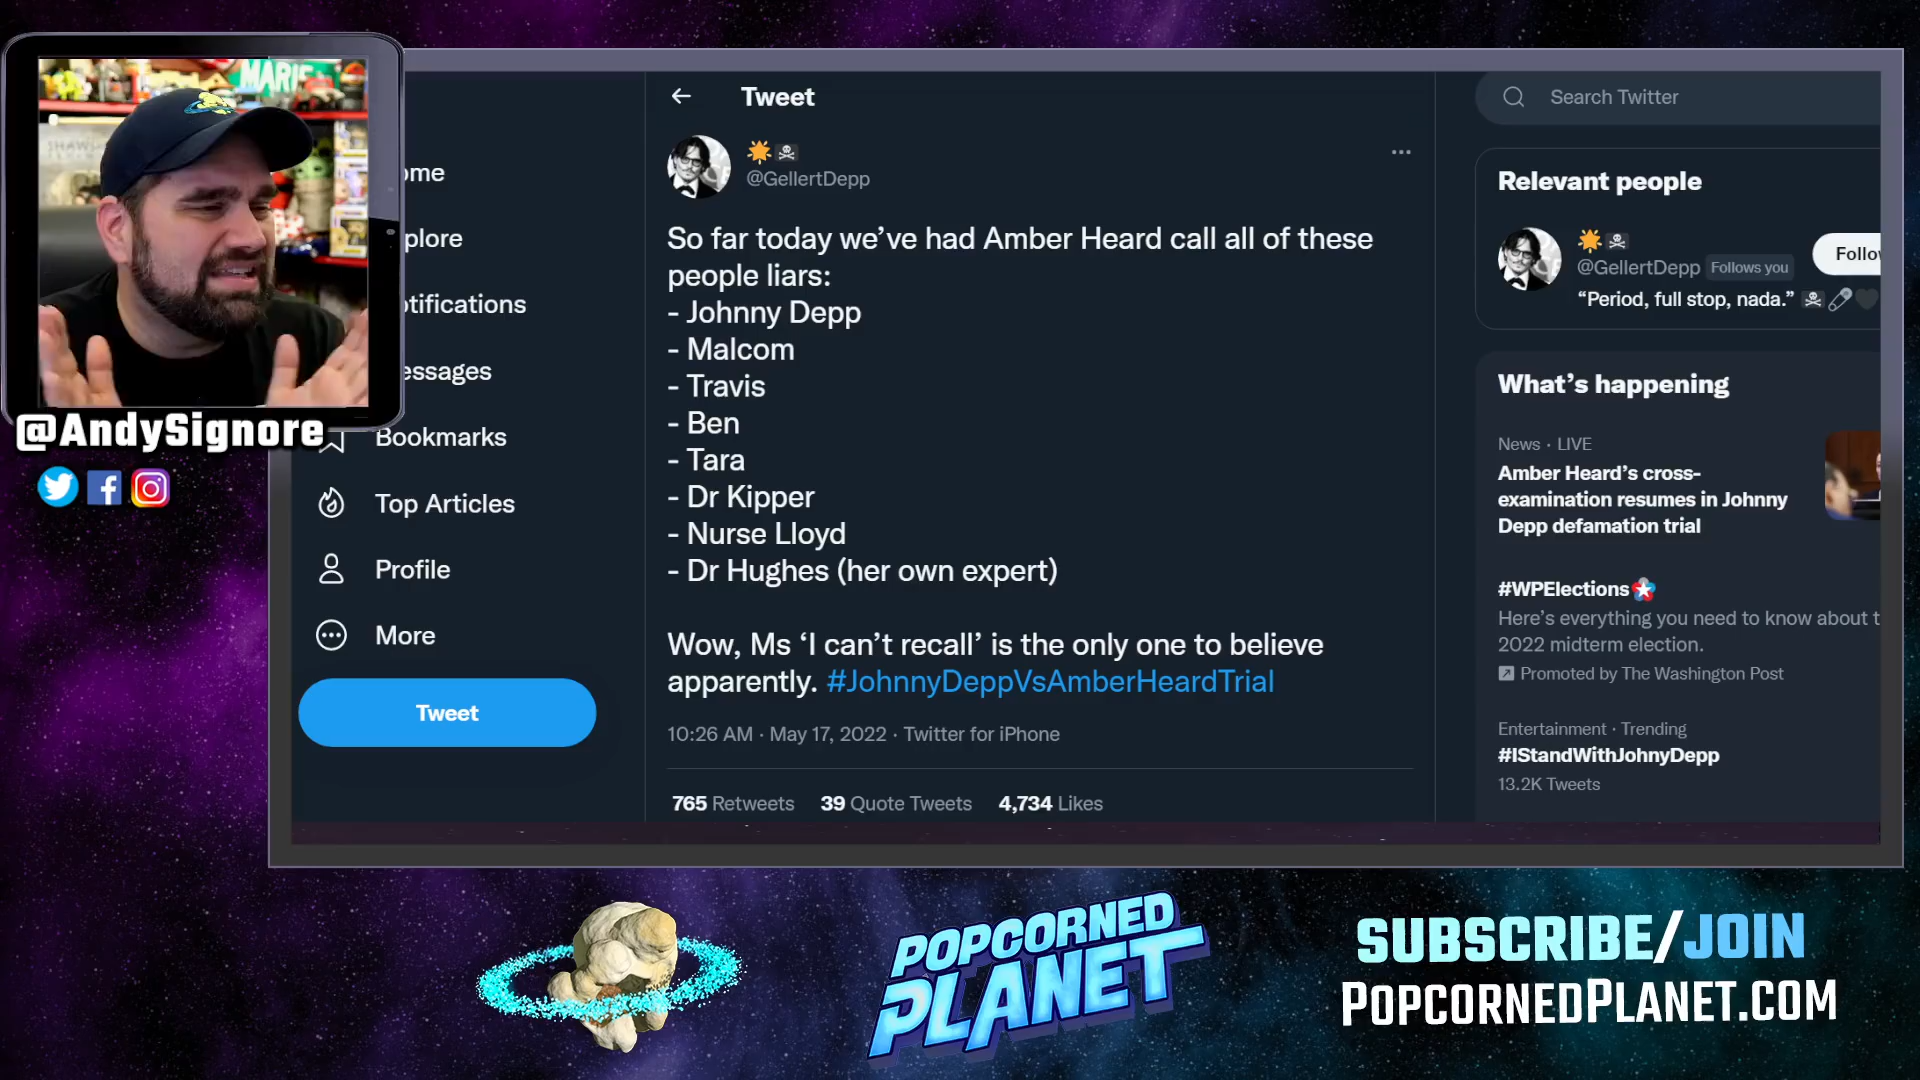 MARI
@AndySignore
ome
plore
otifications
essages
Bookmarks
Top Articles
Profile
More
Tweet
Tweet
@GellertDepp
So far today we’ve had Amber Heard call all of these
people liars:
- Johnny Depp
- Malcom
- Travis
- Ben
- Tara
- Dr Kipper
- Nurse Lloyd
- Dr Hughes (her own expert)
Wow, Ms ‘I can’t recall’ is the only one to believe
apparently. #JohnnyDeppVsAmberHeardTrial
10:26 AM · May 17, 2022 · Twitter for iPhone
765 Retweets 39 Quote Tweets 4,734 Likes
Search Twitter
Relevant people
@GellertDepp Follows you
Follo
“Period, full stop, nada.”
What’s happening
News · LIVE
Amber Heard’s cross-
examination resumes in Johnny
Depp defamation trial
#WPElections
Here’s everything you need to know about t
2022 midterm election.
Promoted by The Washington Post
Entertainment · Trending
#IStandWithJohnyDepp
13.2K Tweets
POPCORNED
PLANET
SUBSCRIBE/JOIN
POPCORNEDPLANET.COM